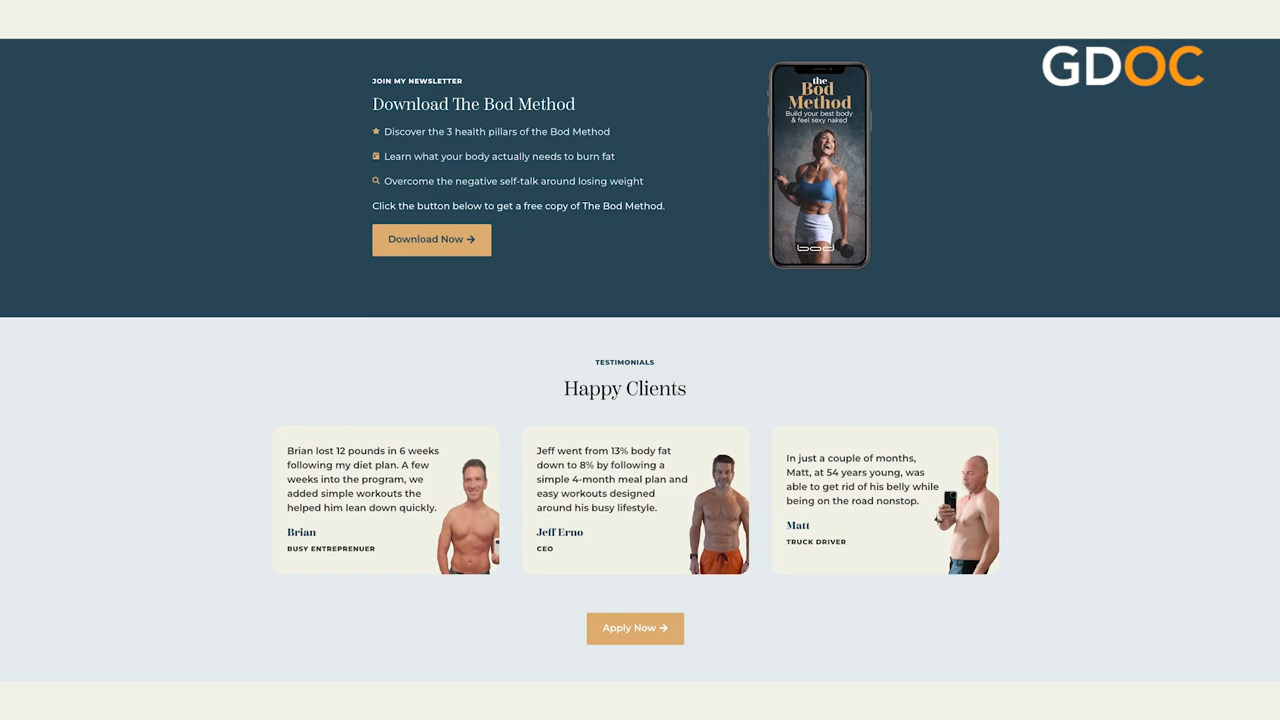 GDOC
JOIN MY NEWSLETTER
Download The Bod Method
Discover the 3 health pillars of the Bod Method
Learn what your body actually needs to burn fat
Overcome the negative self-talk around losing weight
Click the button below to get a free copy of The Bod Method.
Download Now →
the
Bod
Method
Build your best body
& feel sexy naked
bod
TESTIMONIALS
Happy Clients
Brian lost 12 pounds in 6 weeks
following my diet plan. A few
weeks into the program, we
added simple workouts the
helped him lean down quickly.
Brian
BUSY ENTREPRENUER
Jeff went from 13% body fat
down to 8% by following a
simple 4-month meal plan and
easy workouts designed
around his busy lifestyle.
Jeff Erno
CEO
In just a couple of months,
Matt, at 54 years young, was
able to get rid of his belly while
being on the road nonstop.
Matt
TRUCK DRIVER
Apply Now →